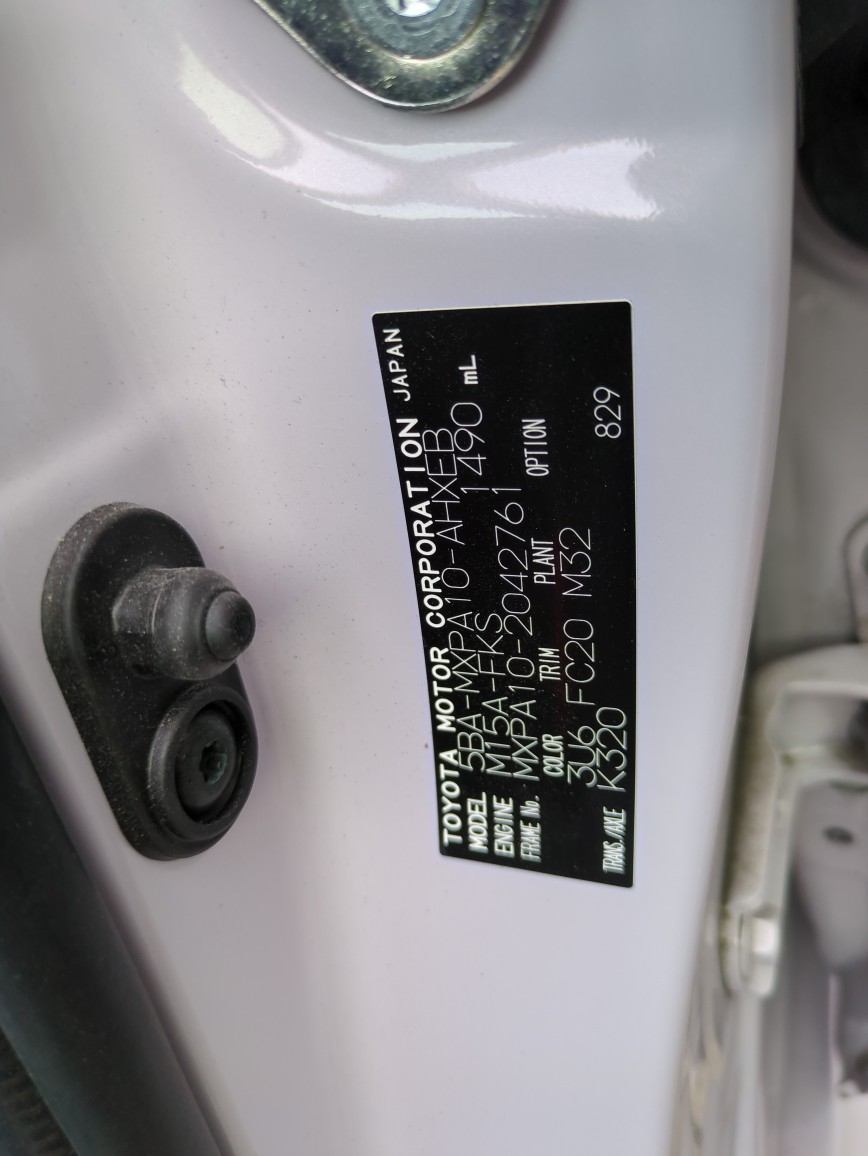 TOYOTA MOTOR CORPORATION JAPAN
MODEL 5BA-MXPA10-AHXEB
ENGINE M15A-FKS 1490 mL
FRAME No. MXPA10-2042761
COLOR TRIM PLANT OPTION
3U6 FC20 M32
TRANS./AXLE K320 829